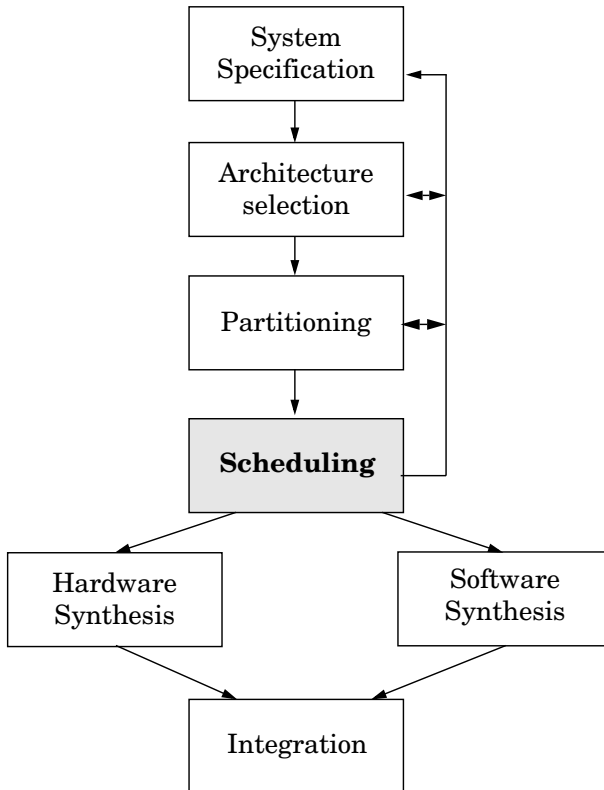 System
Specification
Architecture
selection
Partitioning
Scheduling
Hardware
Synthesis
Software
Synthesis
Integration